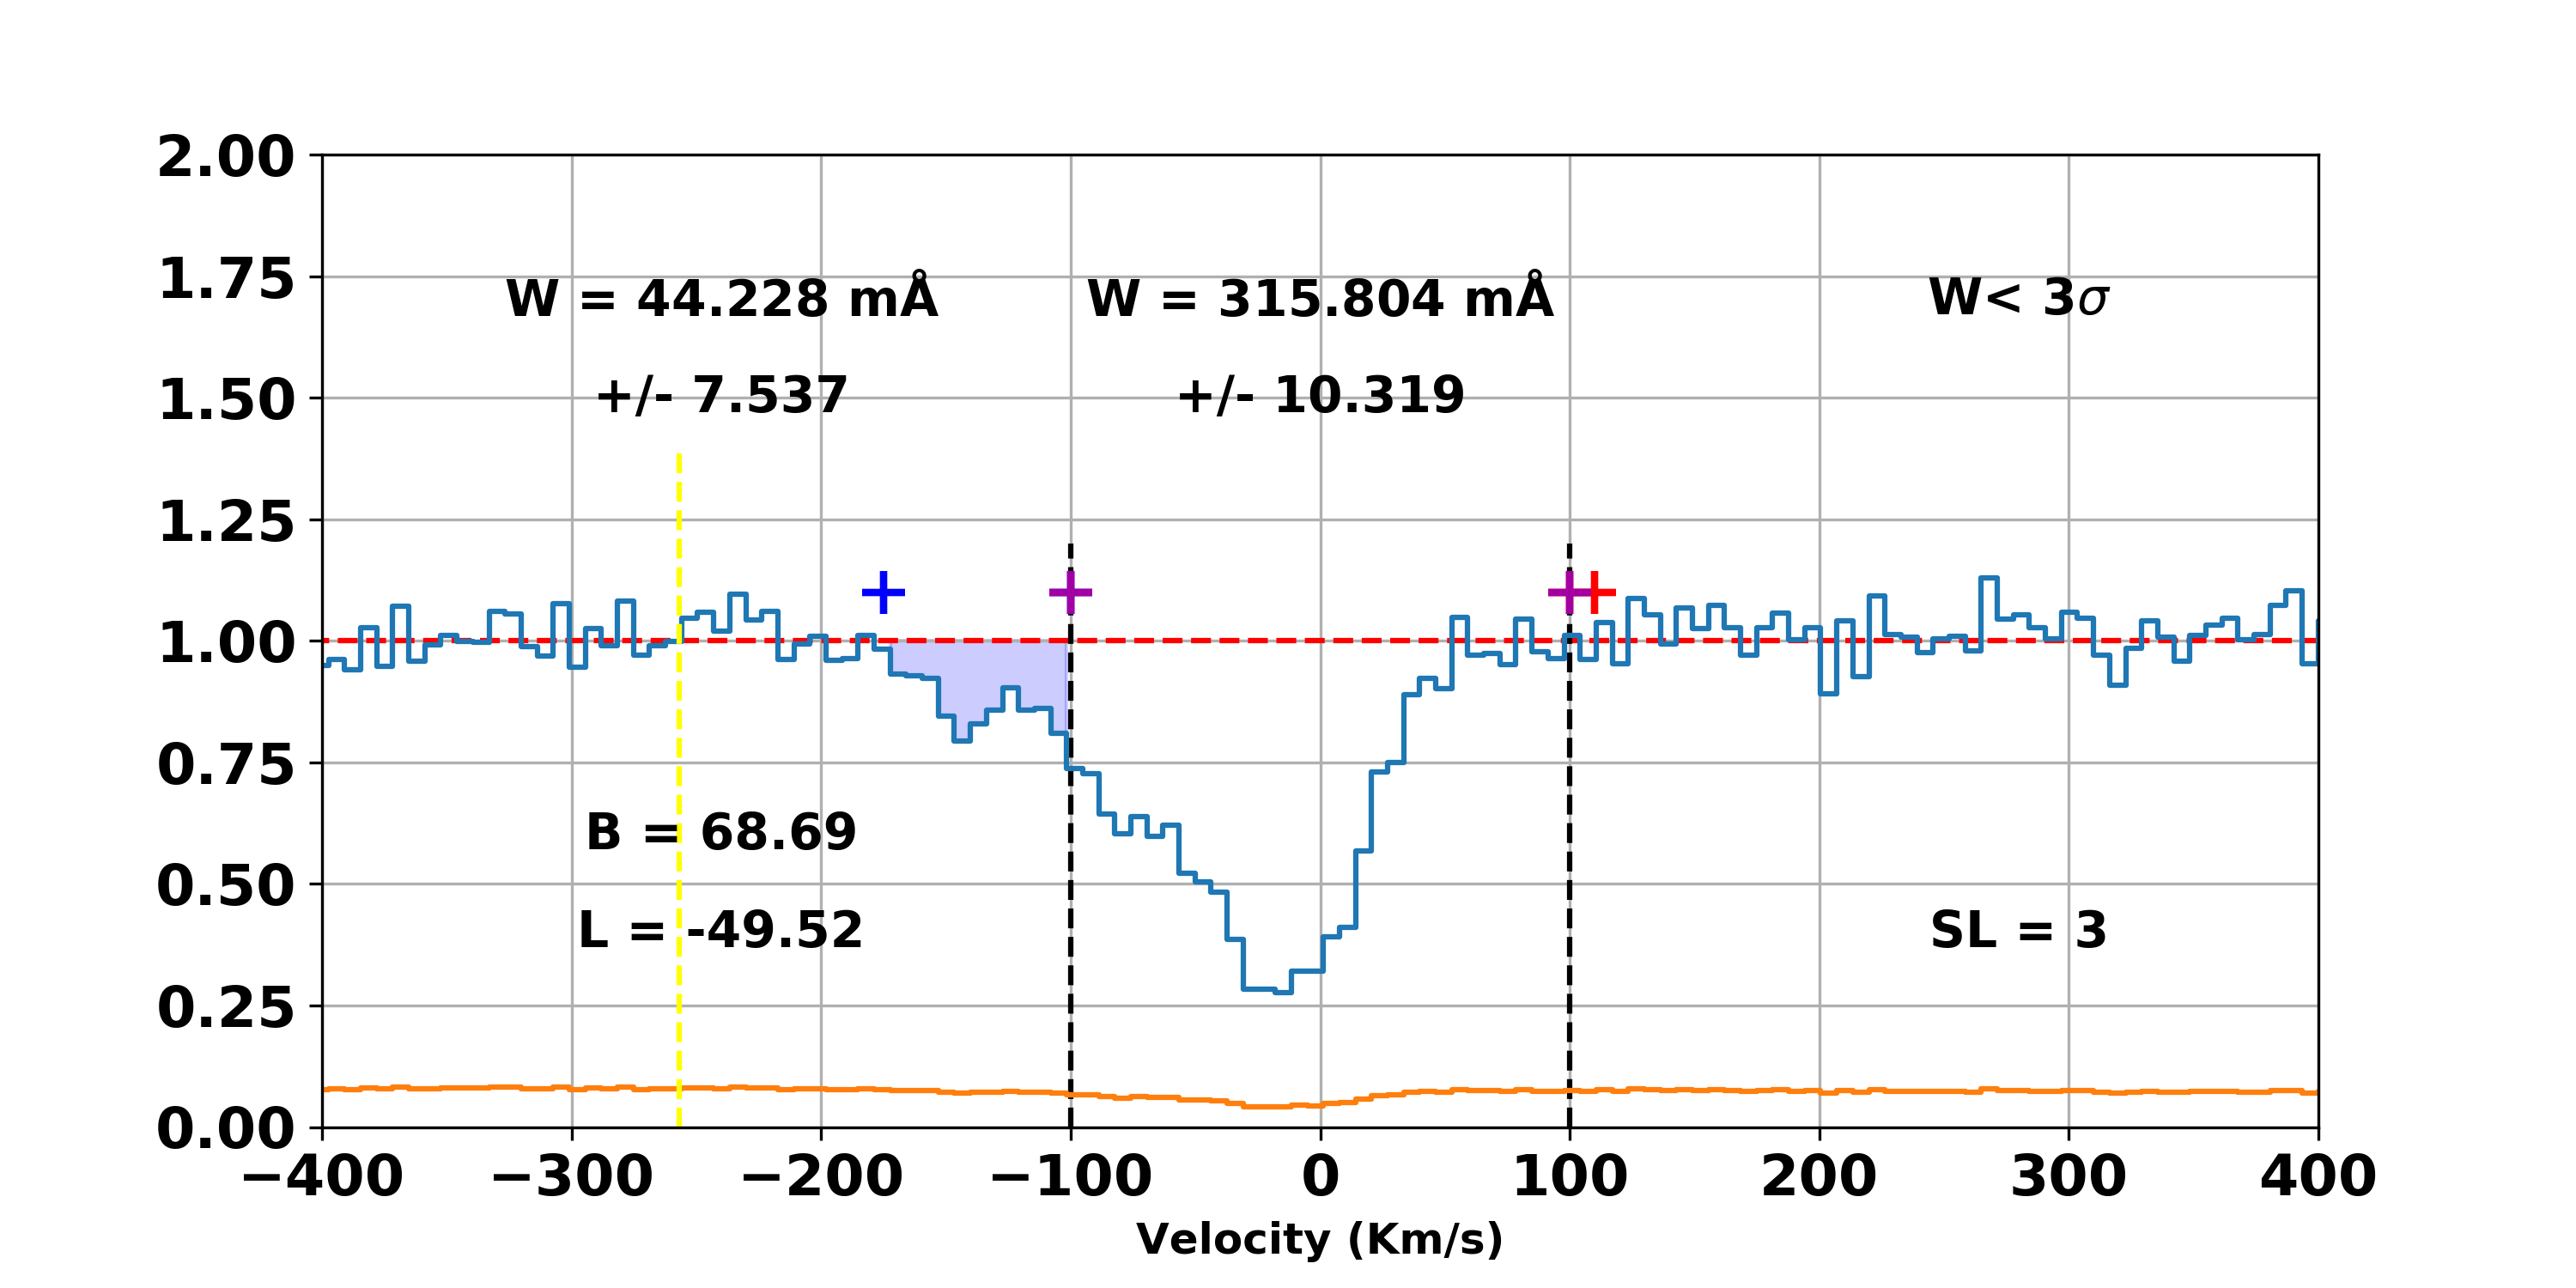 2.00
1.75
1.50
1.25
1.00
0.75
0.50
0.25
0.00
W = 44.228 mÅ
+/- 7.537
W = 315.804 mÅ
+/- 10.319
W< 3σ
B = 68.69
L = -49.52
SL = 3
−400 −300 −200 −100 0 100 200 300 400
Velocity (Km/s)